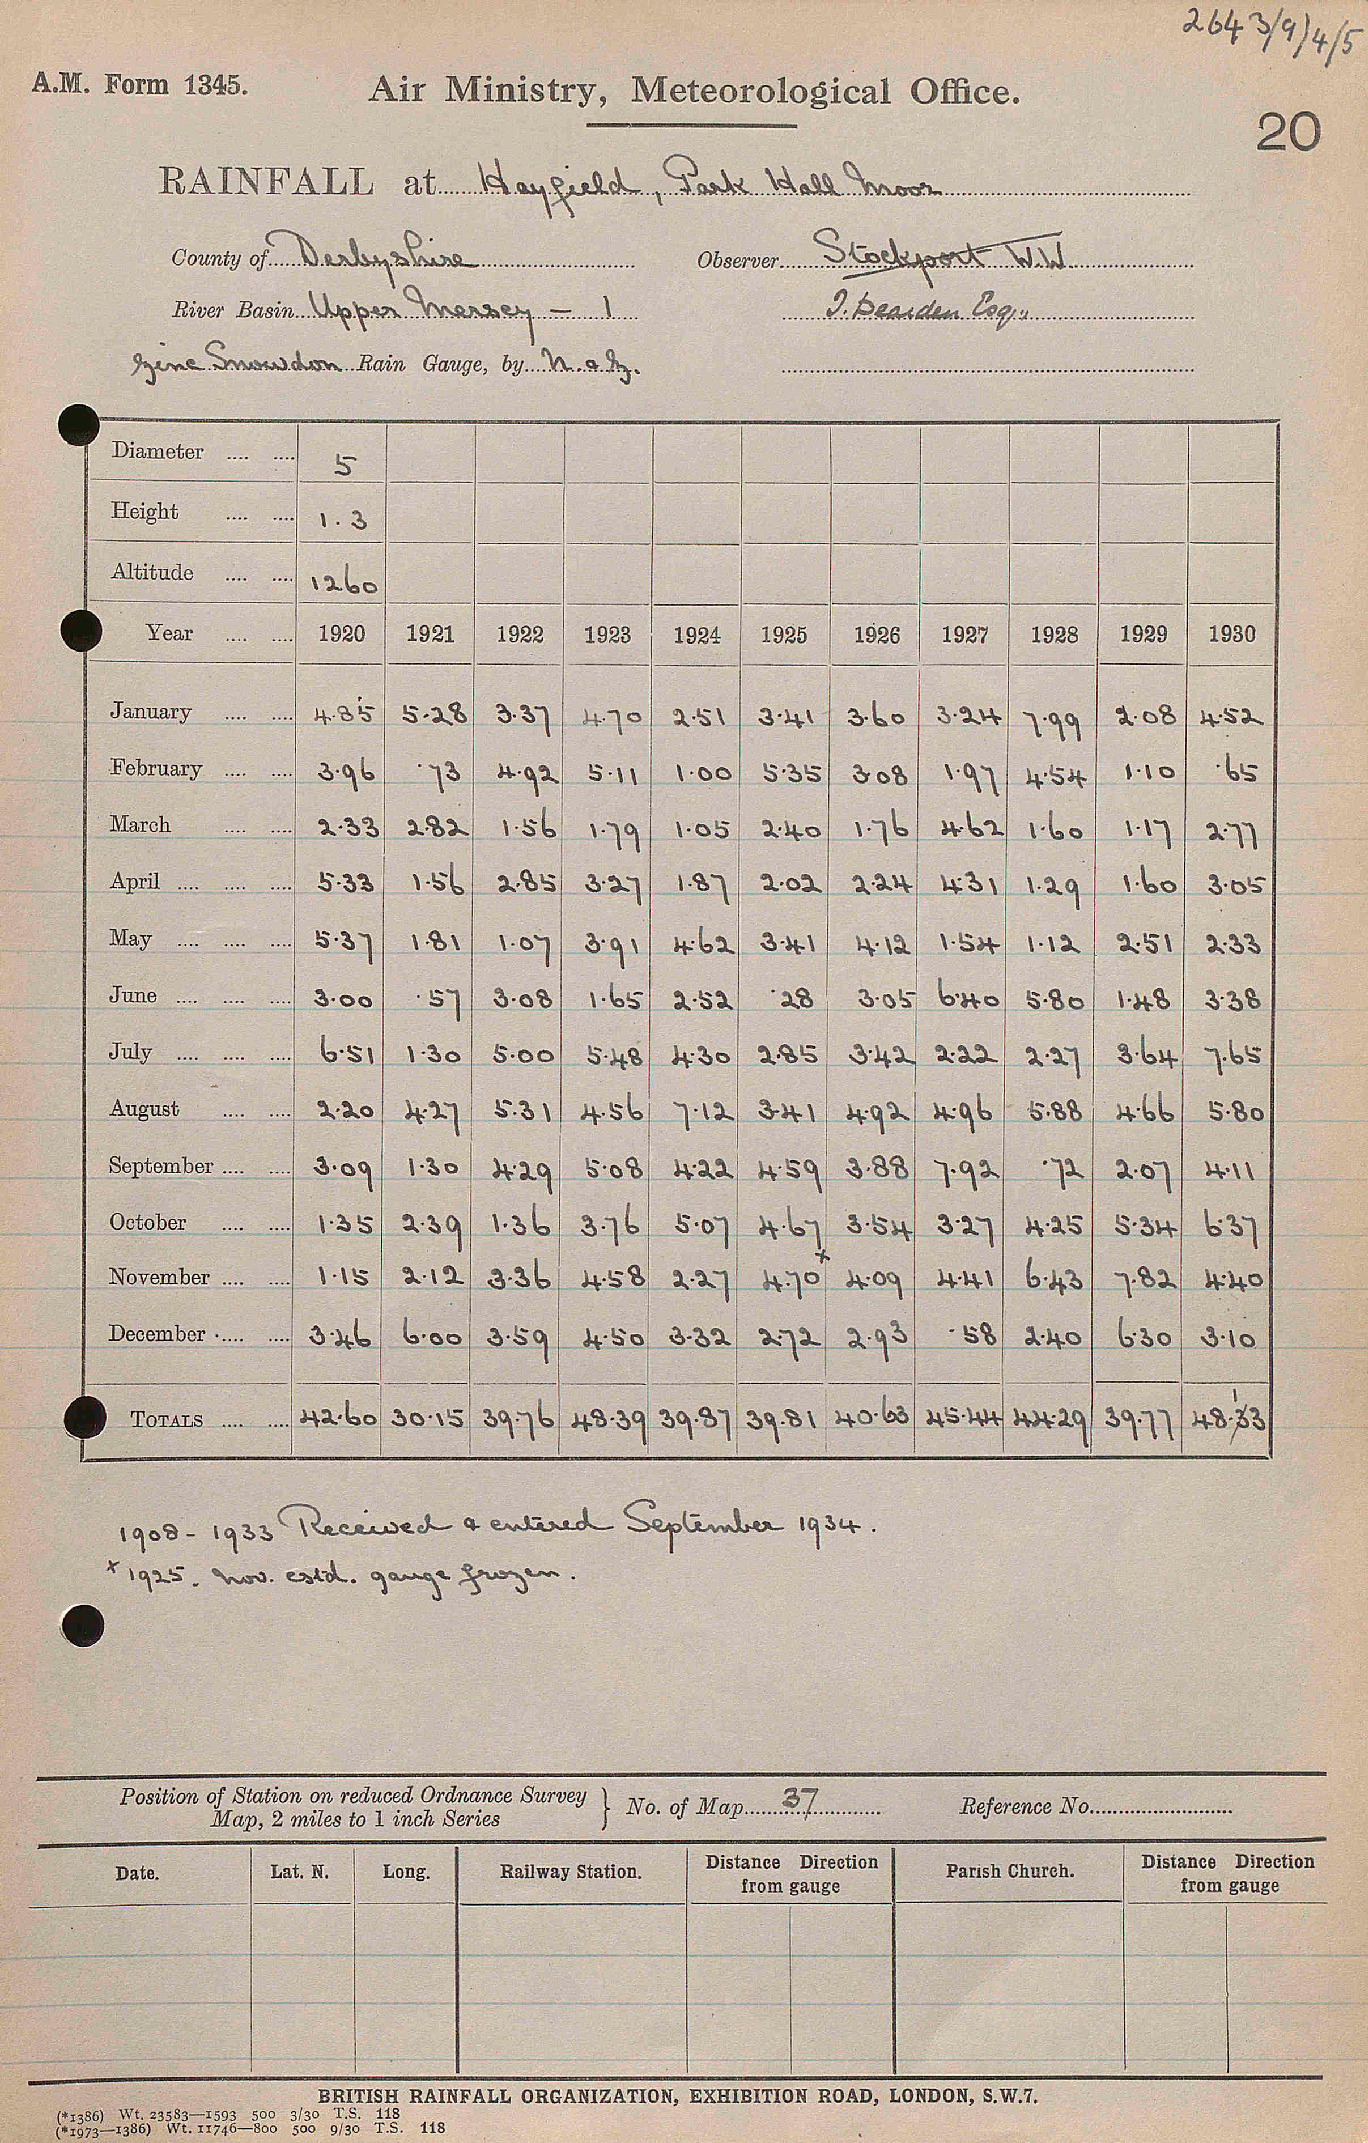 2643/9/4/5
A.M. Form 1345.
Air Ministry, Meteorological Office.
20
RAINFALL at Hayfield, Park Hall Moor
County of Derbyshire Observer Stockport W.W.
River Basin Upper Mersey - 1 J. Dearden Esq.,
Zinc Snowdon Rain Gauge, by N. & Z.
Diameter .... .... 5
Height .... .... 1.3
Altitude .... .... 1260
Year .... .... 1920 1921 1922 1923 1924 1925 1926 1927 1928 1929 1930
January .... .... 4.85 5.28 3.37 4.70 2.51 3.41 3.60 3.24 7.99 2.08 4.52
February .... .... 3.96 .73 4.92 5.11 1.00 5.35 3.08 1.97 4.54 1.10 .65
March .... .... 2.33 2.82 1.56 1.79 1.05 2.40 1.76 4.62 1.60 1.17 2.77
April .... .... .... 5.33 1.56 2.85 3.27 1.87 2.02 2.24 4.31 1.29 1.60 3.05
May .... .... .... 5.37 1.81 1.07 3.91 4.62 3.41 4.12 1.54 1.12 2.51 2.33
June .... .... .... 3.00 .57 3.08 1.65 2.52 .28 3.05 6.40 5.80 1.48 3.38
July .... .... .... 6.51 1.30 5.00 5.48 4.30 2.85 3.42 2.22 2.27 3.64 7.65
August .... .... 2.20 4.27 5.31 4.56 7.12 3.41 4.92 4.96 5.88 4.66 5.80
September .... .... 3.09 1.30 4.29 5.08 4.22 4.59 3.88 7.92 .72 2.07 4.11
October .... .... 1.35 2.39 1.36 3.76 5.07 4.67 3.54 3.27 4.25 5.34 6.37
November .... .... 1.15 2.12 3.36 4.58 2.27 4.70x 4.09 4.41 6.43 7.82 4.40
December .... .... 3.46 6.00 3.59 4.50 3.32 2.72 2.93 .58 2.40 6.30 3.10
TOTALS .... .... 42.60 30.15 39.76 48.39 39.87 39.81 40.63 45.44 44.29 39.77 48.13
1908 - 1933 Received & entered September 1934.
x 1925. Nov. estd. gauge frozen.
Position of Station on reduced Ordnance Survey
Map, 2 miles to 1 inch Series } No. of Map 37 Reference No.
Date. Lat. N. Long. Railway Station. Distance Direction from gauge Parish Church. Distance Direction from gauge
BRITISH RAINFALL ORGANIZATION, EXHIBITION ROAD, LONDON, S.W.7.
(*1386) Wt. 23583—1593 500 3/30 T.S. 118
(*1973—1386) Wt. 11746—800 500 9/30 T.S. 118